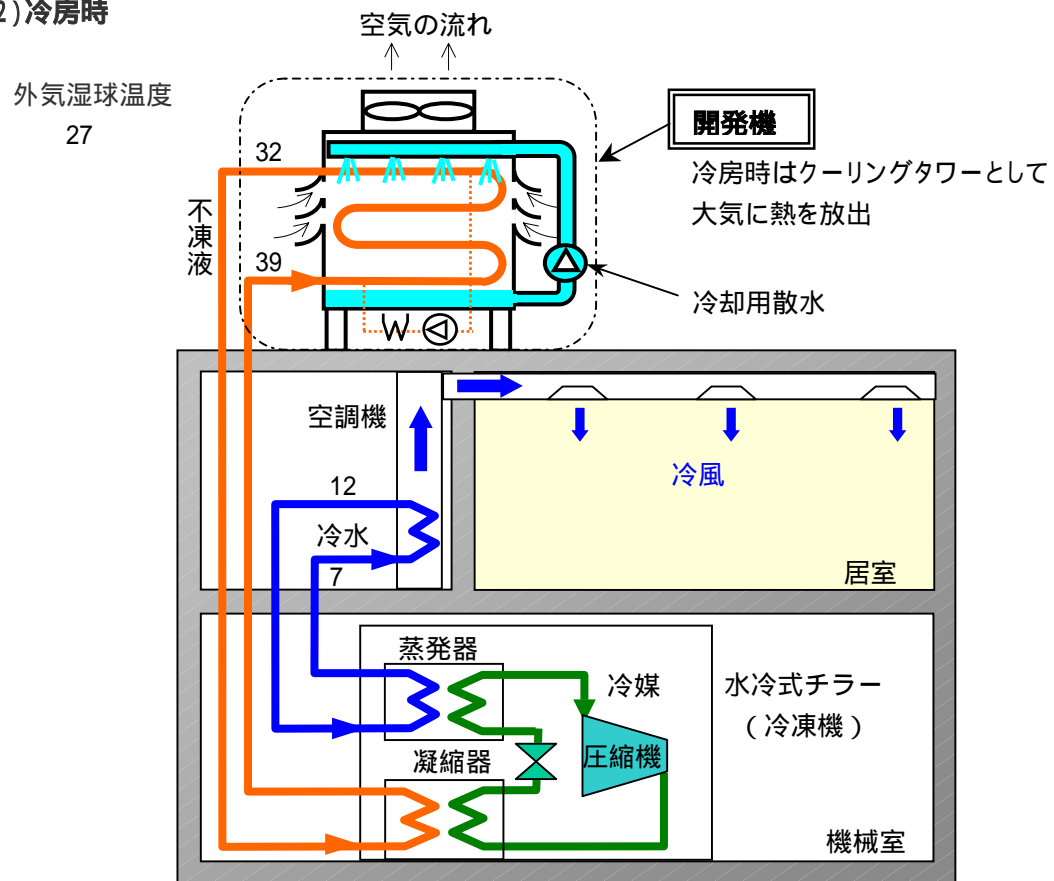 2)冷房時
空気の流れ
外気湿球温度
27
開発機
冷房時はクーリングタワーとして
大気に熱を放出
32
不凍液
39
冷却用散水
W
空調機
12
冷水
7
冷風
居室
蒸発器
冷媒
水冷式チラー
(冷凍機)
凝縮器
圧縮機
機械室